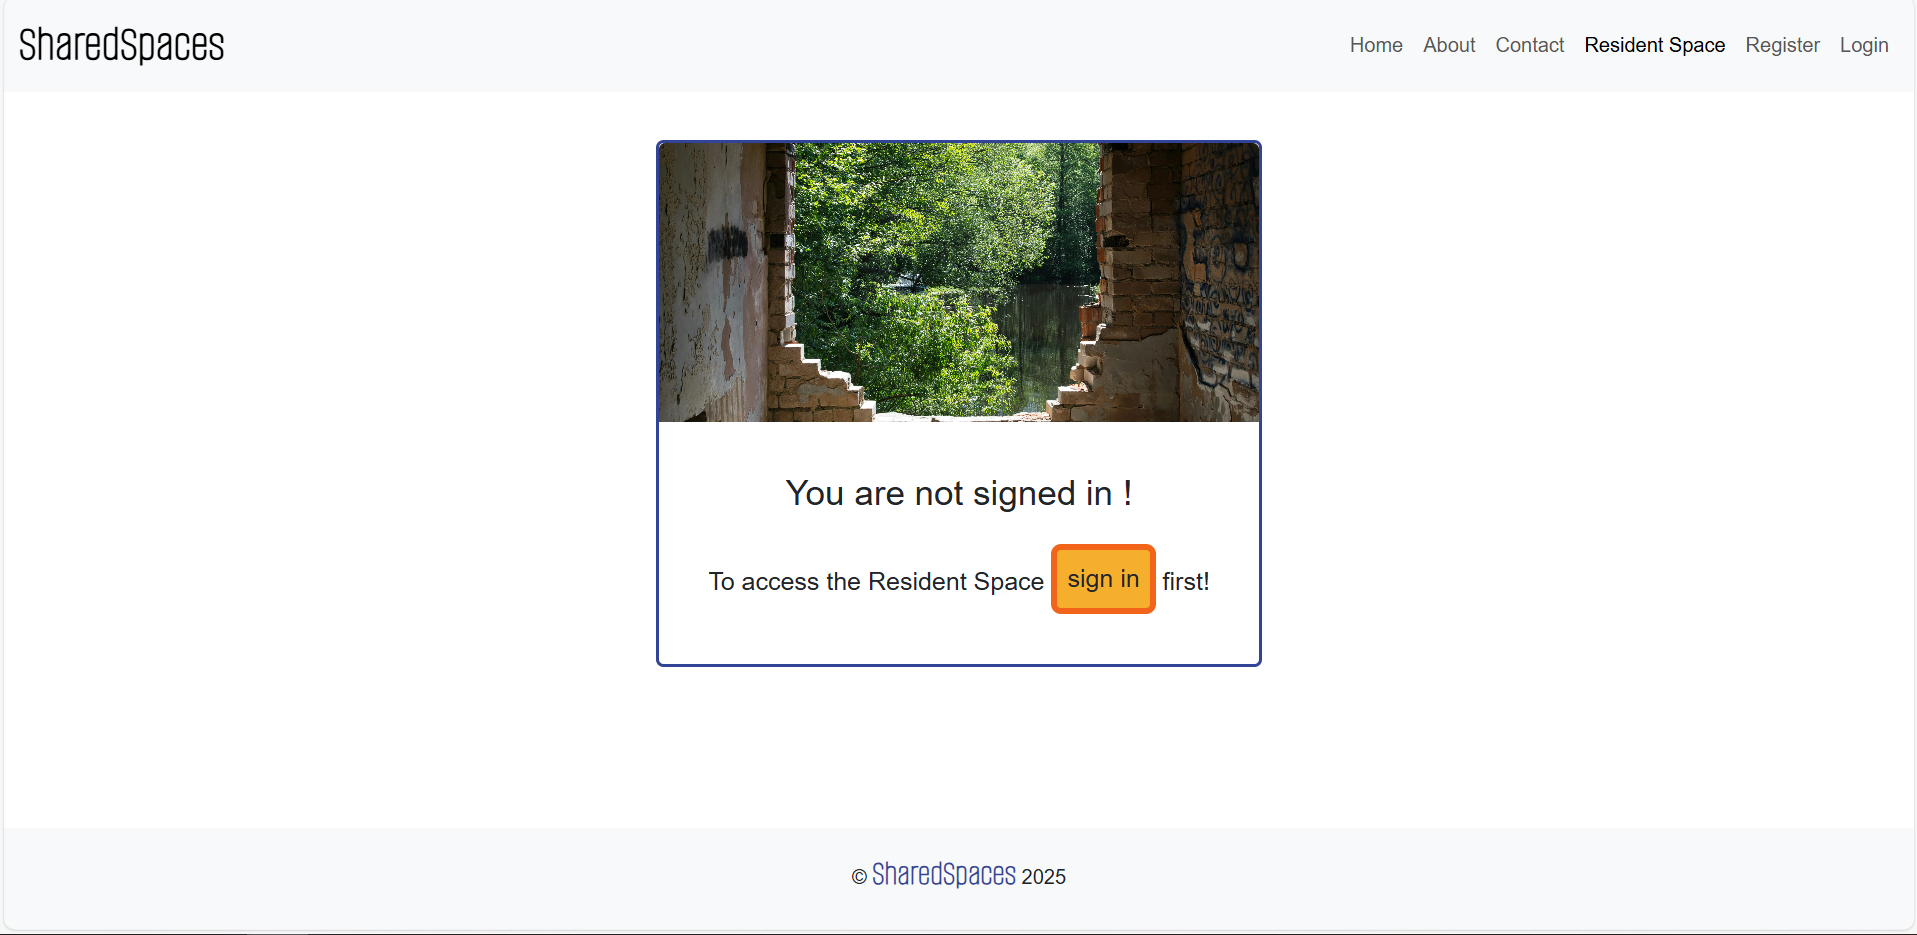 SharedSpaces
Home About Contact Resident Space Register Login
You are not signed in !
To access the Resident Space sign in first!
© SharedSpaces 2025